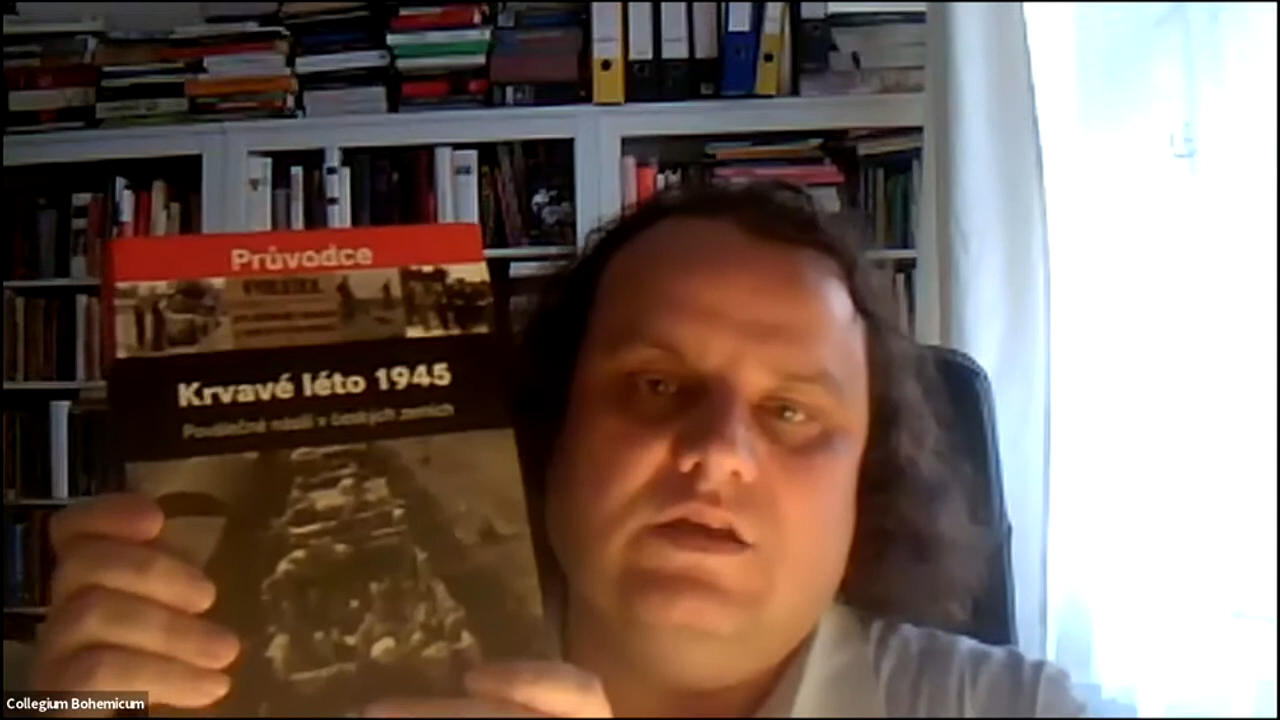 Průvodce
Krvavé léto 1945
Poválečné násilí v českých zemích
Collegium Bohemicum